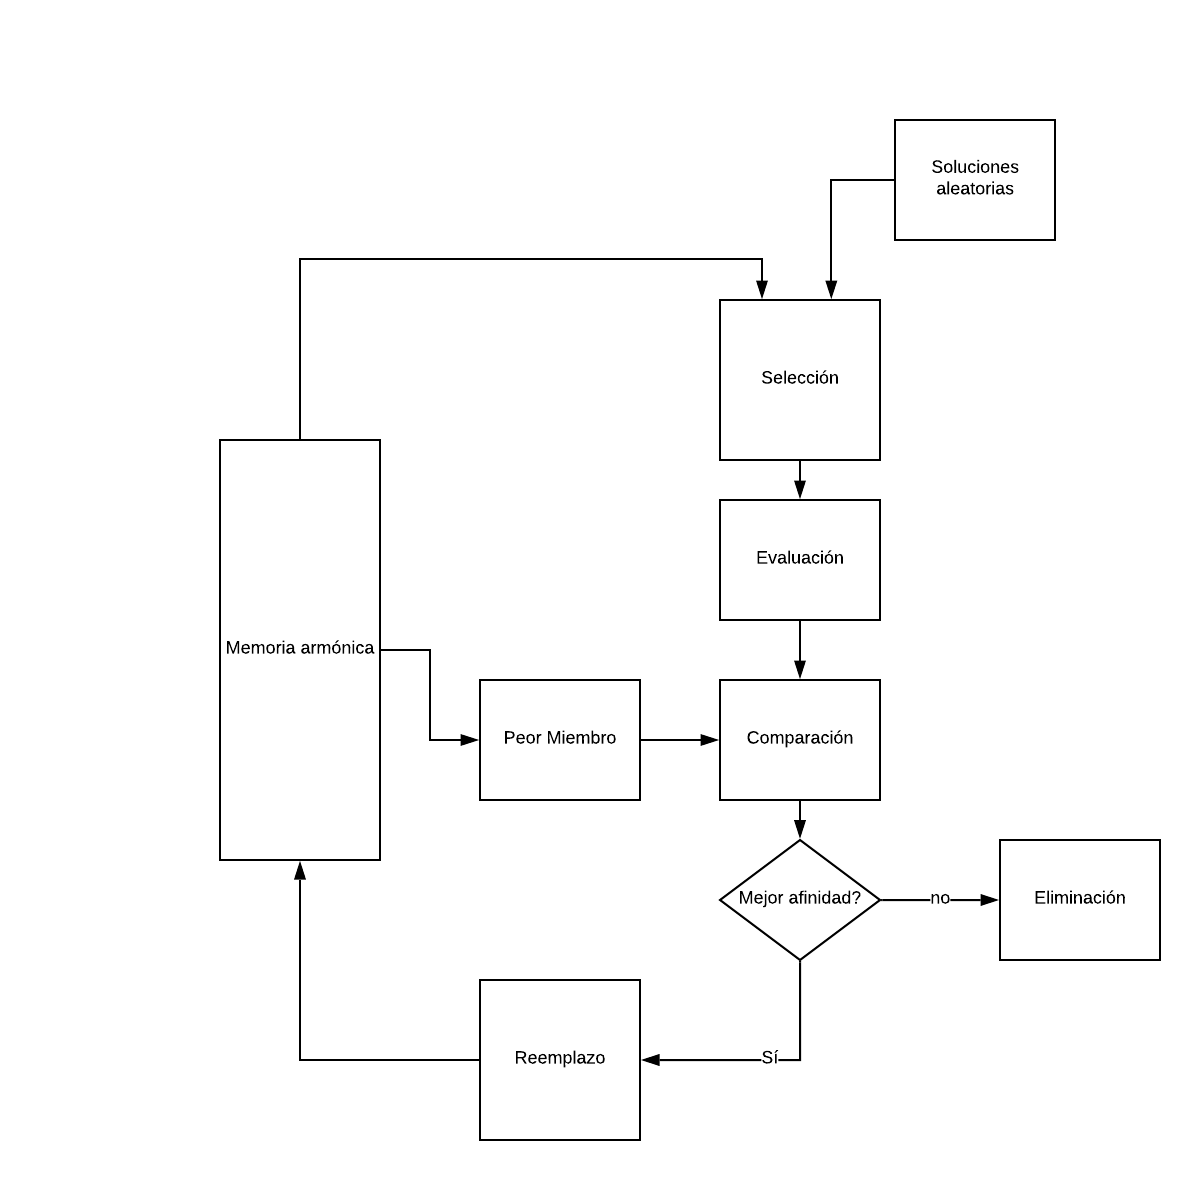 Soluciones
aleatorias
Selección
Evaluación
Memoria armónica
Peor Miembro
Comparación
Mejor afinidad?
no
Eliminación
Sí
Reemplazo